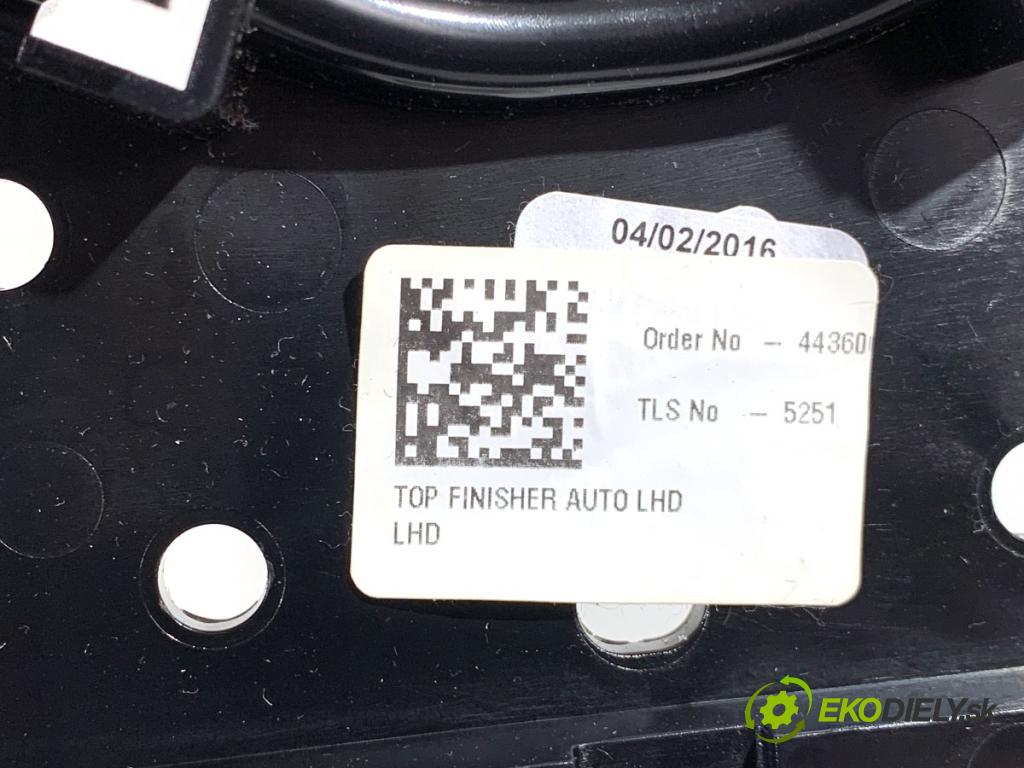 04/02/2016
Order No – 44360
TLS No – 5251
TOP FINISHER AUTO LHD
LHD
EKODIELY.sk